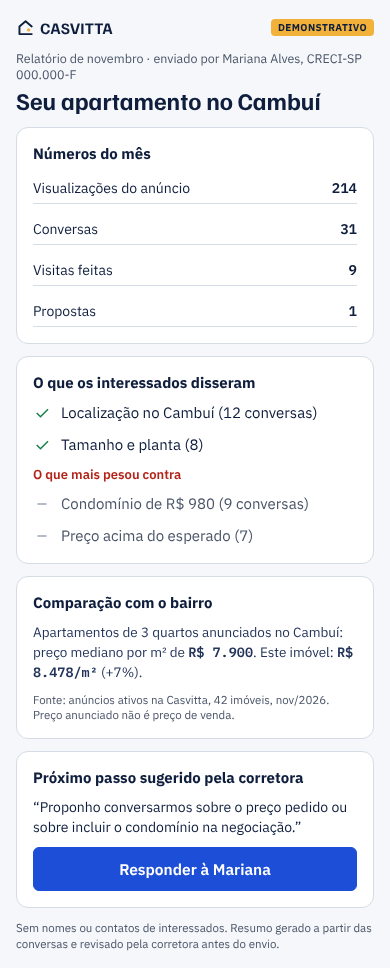 CASVITTA
DEMONSTRATIVO
Relatório de novembro · enviado por Mariana Alves, CRECI-SP
000.000-F
Seu apartamento no Cambuí
Números do mês
Visualizações do anúncio 214
Conversas 31
Visitas feitas 9
Propostas 1
O que os interessados disseram
Localização no Cambuí (12 conversas)
Tamanho e planta (8)
O que mais pesou contra
Condomínio de R$ 980 (9 conversas)
Preço acima do esperado (7)
Comparação com o bairro
Apartamentos de 3 quartos anunciados no Cambuí:
preço mediano por m² de R$ 7.900. Este imóvel: R$
8.478/m² (+7%).
Fonte: anúncios ativos na Casvitta, 42 imóveis, nov/2026.
Preço anunciado não é preço de venda.
Próximo passo sugerido pela corretora
“Proponho conversarmos sobre o preço pedido ou
sobre incluir o condomínio na negociação.”
Responder à Mariana
Sem nomes ou contatos de interessados. Resumo gerado a partir das
conversas e revisado pela corretora antes do envio.